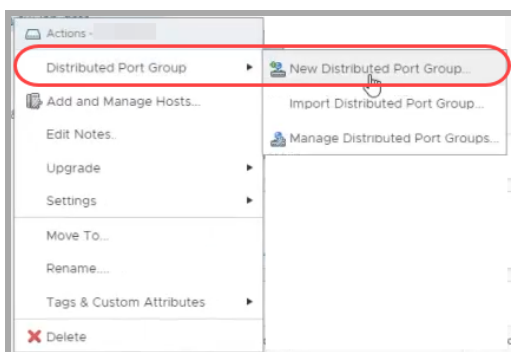 Actions -
Distributed Port Group
New Distributed Port Group...
Add and Manage Hosts...
Import Distributed Port Group...
Edit Notes..
Manage Distributed Port Groups...
Upgrade
Settings
Move To...
Rename....
Tags & Custom Attributes
Delete